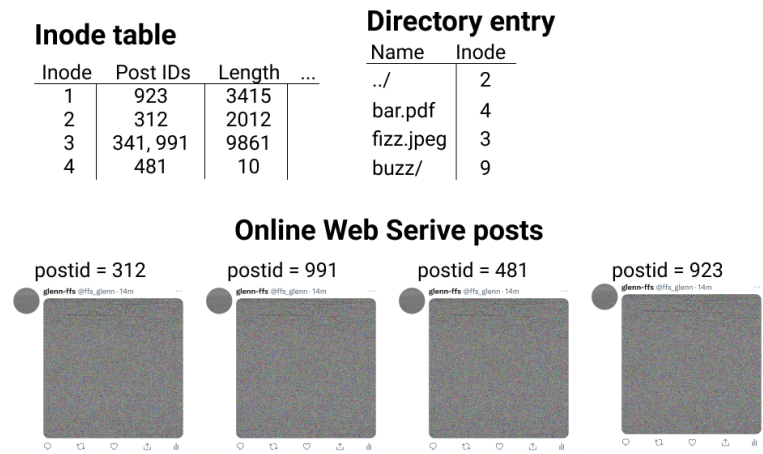 Inode table
Inode Post IDs Length ...
1 923 3415
2 312 2012
3 341, 991 9861
4 481 10
Directory entry
Name Inode
../ 2
bar.pdf 4
fizz.jpeg 3
buzz/ 9
Online Web Serive posts
postid = 312
glenn-ffs @ffs_glenn · 14m ...
postid = 991
glenn-ffs @ffs_glenn · 14m ...
postid = 481
glenn-ffs @ffs_glenn · 14m ...
postid = 923
glenn-ffs @ffs_glenn · 14m ...